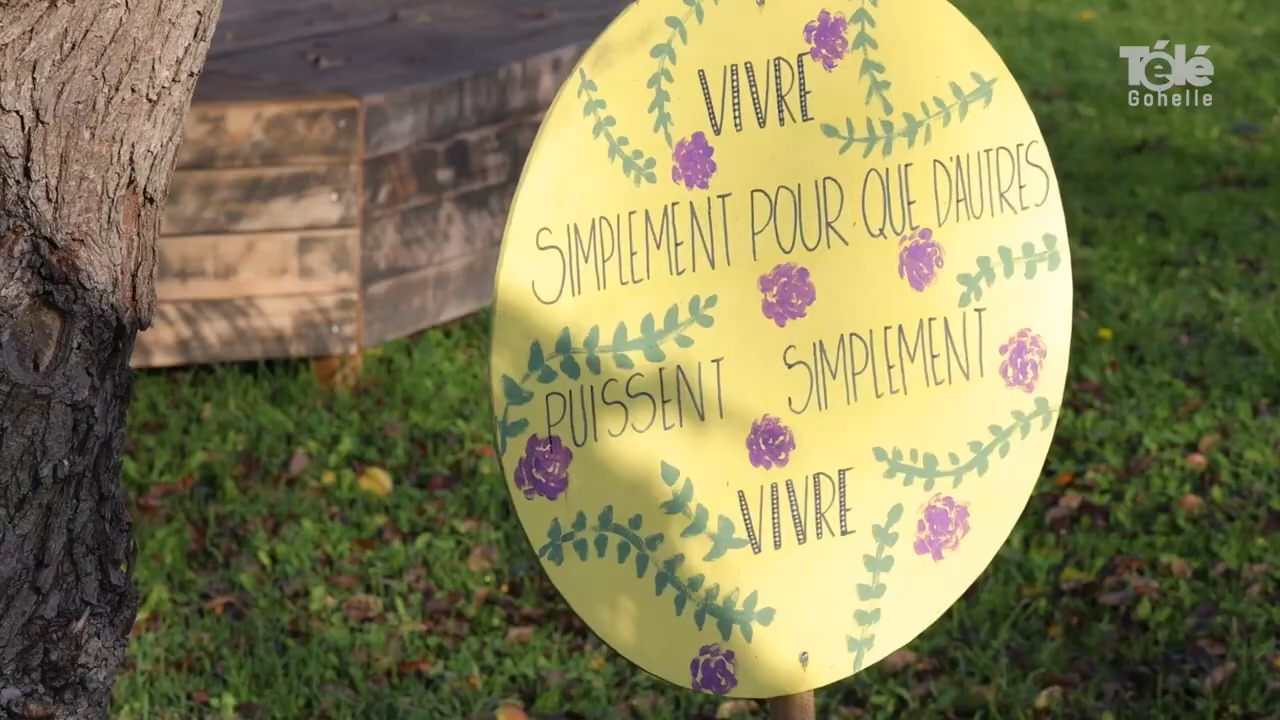 Télé
Gohelle
VIVRE
SIMPLEMENT POUR QUE D'AUTRES
PUISSENT SIMPLEMENT
VIVRE